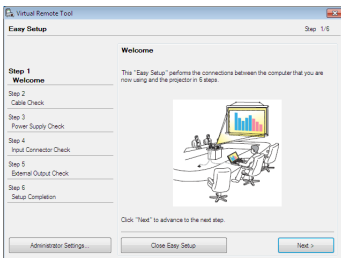 Virtual Remote Tool
Easy Setup
Step 1/6
Welcome
Step 1
Welcome
This "Easy Setup" performs the connections between the computer that you are
now using and the projector in 6 steps.
Step 2
Cable Check
Step 3
Power Supply Check
Step 4
Input Connector Check
Step 5
External Output Check
Step 6
Setup Completion
Click "Next" to advance to the next step.
Administrator Settings...
Close Easy Setup
Next >